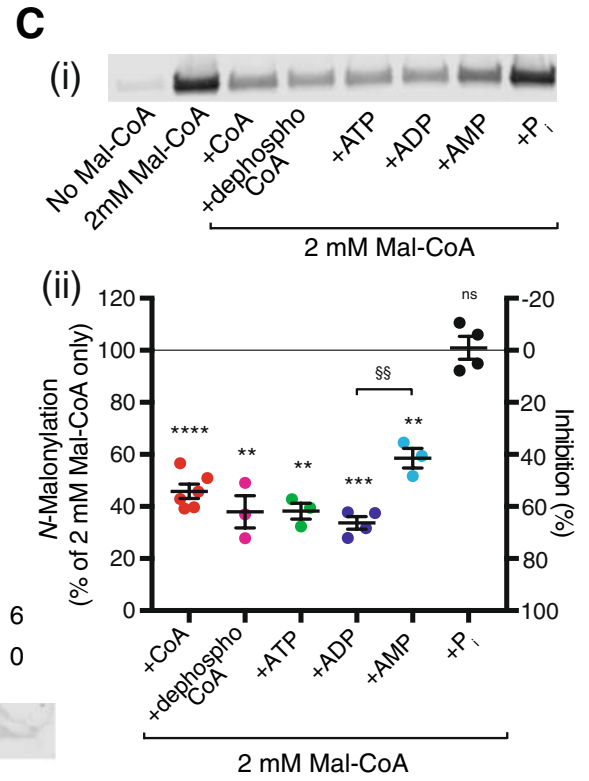 C
(i)
No Mal-CoA
2mM Mal-CoA
+CoA
+dephospho
CoA
+ATP
+ADP
+AMP
+Pi
2 mM Mal-CoA
(ii)
N-Malonylation
(% of 2 mM Mal-CoA only)
120
100
80
60
40
20
0
-20
0
20
40
60
80
100
Inhibition (%)
****
**
**
***
§§
**
ns
+CoA
+dephospho
CoA
+ATP
+ADP
+AMP
+Pi
2 mM Mal-CoA
6
0